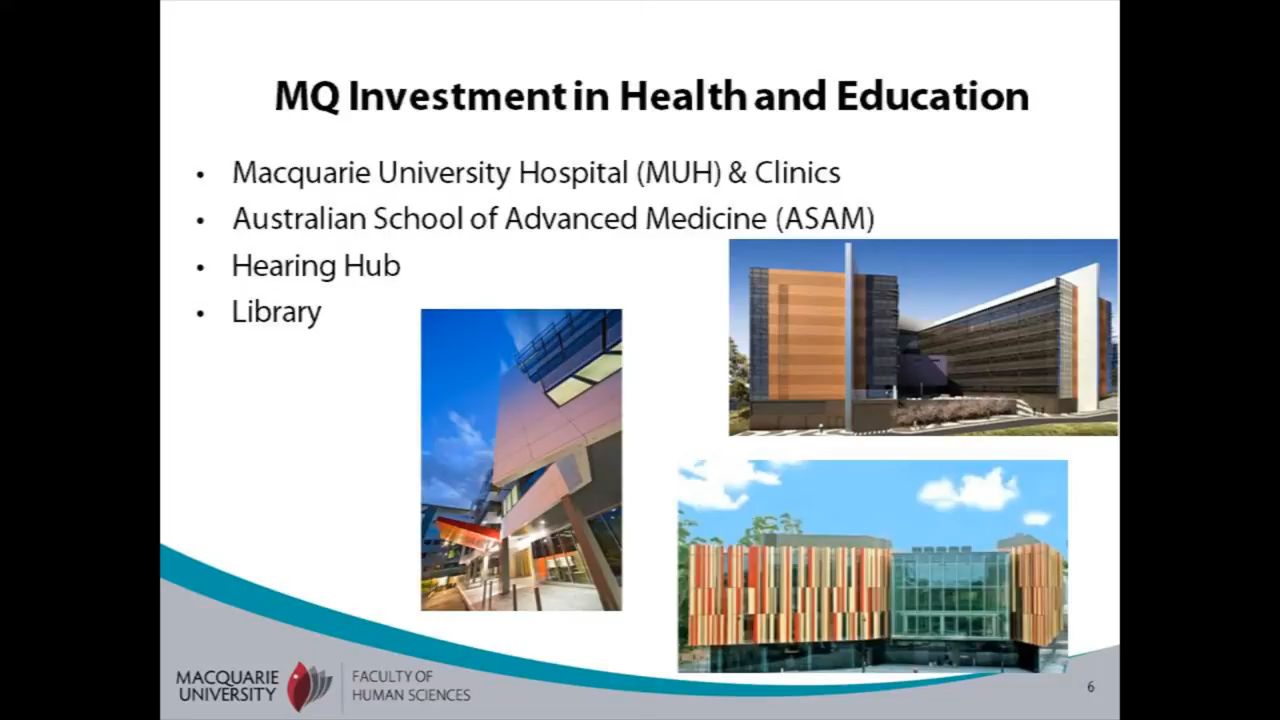 MQ Investment in Health and Education
• Macquarie University Hospital (MUH) & Clinics
• Australian School of Advanced Medicine (ASAM)
• Hearing Hub
• Library
MACQUARIE
UNIVERSITY
FACULTY OF
HUMAN SCIENCES
6